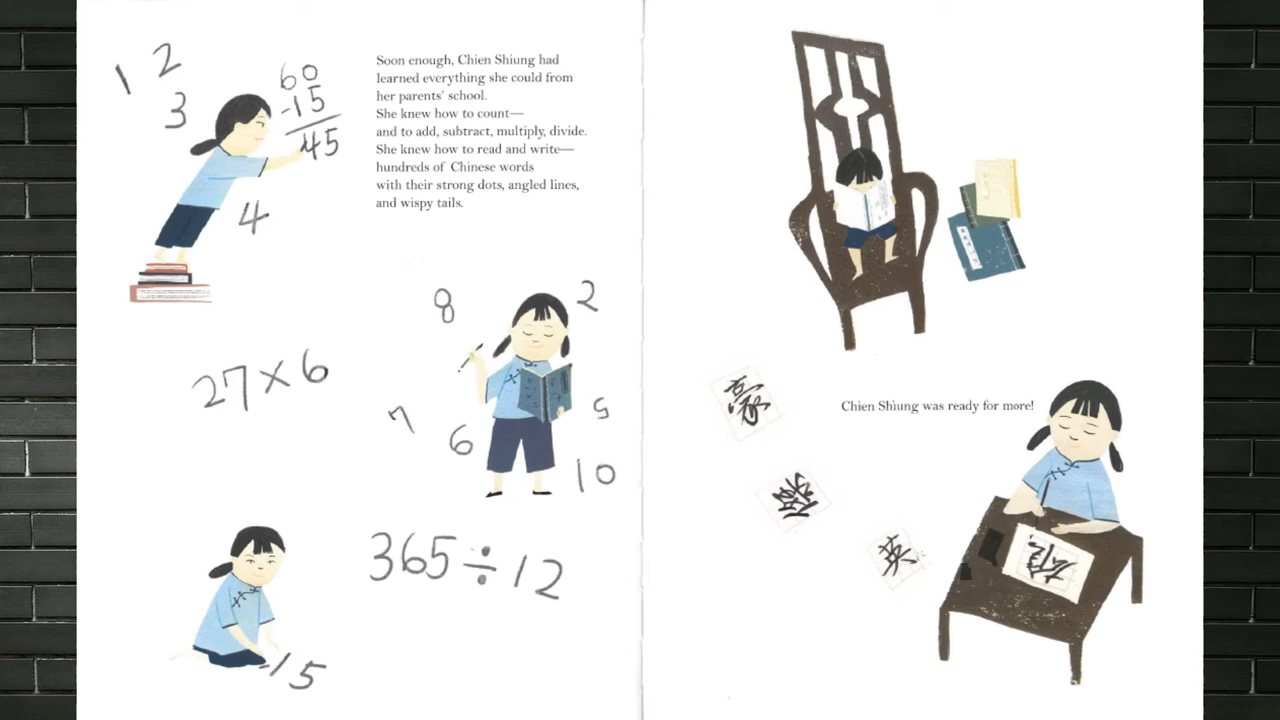 1 2
3
60
-15
45
4
Soon enough, Chien Shiung had
learned everything she could from
her parents' school.
She knew how to count—
and to add, subtract, multiply, divide.
She knew how to read and write—
hundreds of Chinese words
with their strong dots, angled lines,
and wispy tails.
8 2
27×6
7
6
5
10
365÷12
-15
豪
英
雄
Chien Shiung was ready for more!